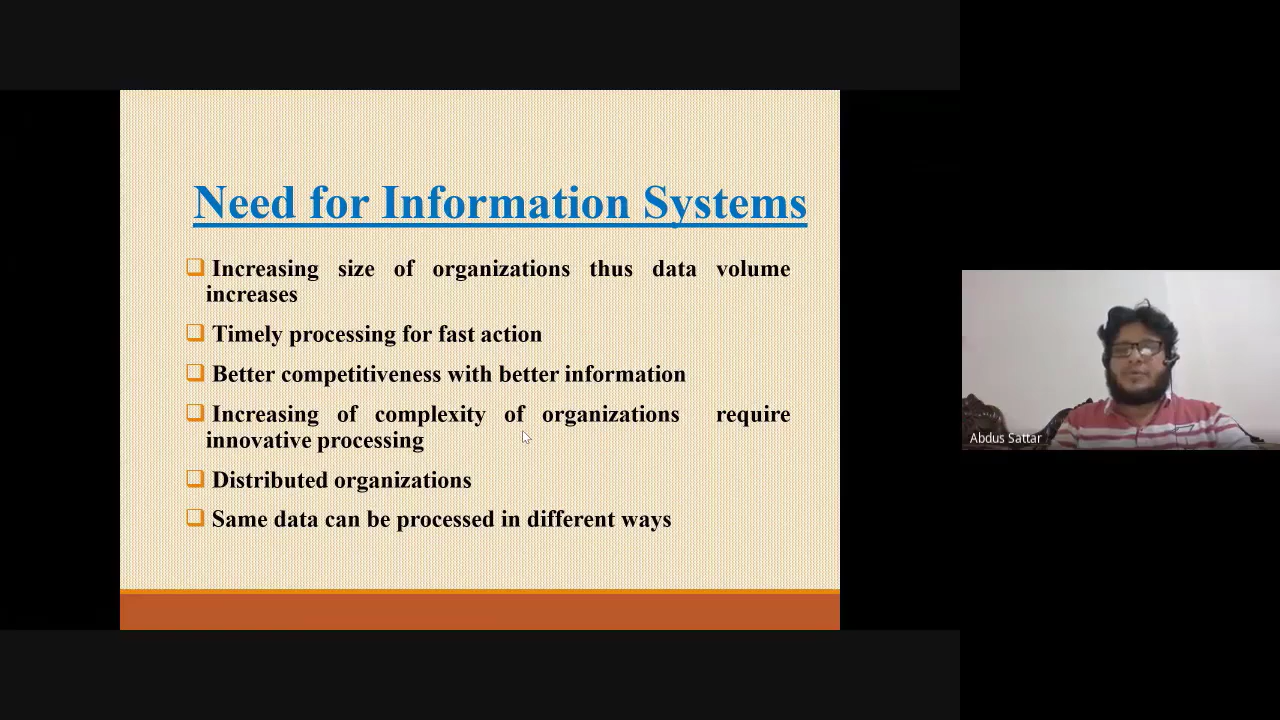 Need for Information Systems
Increasing size of organizations thus data volume
increases
Timely processing for fast action
Better competitiveness with better information
Increasing of complexity of organizations require
innovative processing
Distributed organizations
Same data can be processed in different ways
Abdus Sattar